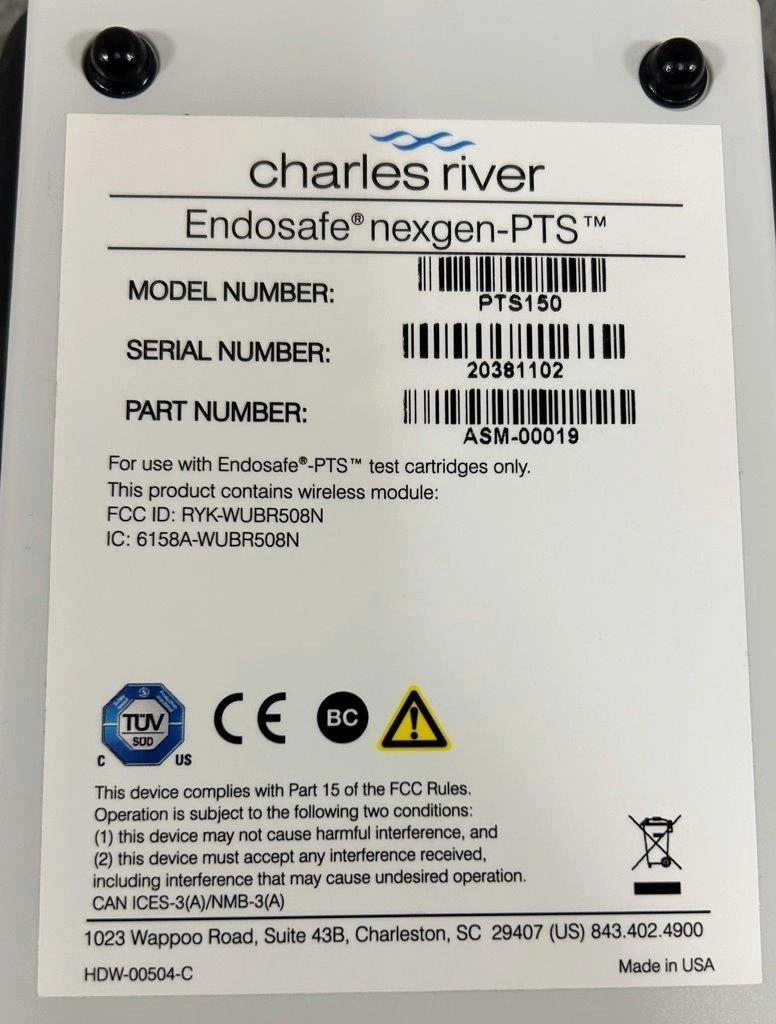 charles river
Endosafe® nexgen-PTS™
MODEL NUMBER:
PTS150
SERIAL NUMBER:
20381102
PART NUMBER:
ASM-00019
For use with Endosafe®-PTS™ test cartridges only.
This product contains wireless module:
FCC ID: RYK-WUBR508N
IC: 6158A-WUBR508N
TÜV
SÜD
C US
CE
BC
This device complies with Part 15 of the FCC Rules.
Operation is subject to the following two conditions:
(1) this device may not cause harmful interference, and
(2) this device must accept any interference received,
including interference that may cause undesired operation.
CAN ICES-3(A)/NMB-3(A)
1023 Wappoo Road, Suite 43B, Charleston, SC 29407 (US) 843.402.4900
HDW-00504-C
Made in USA